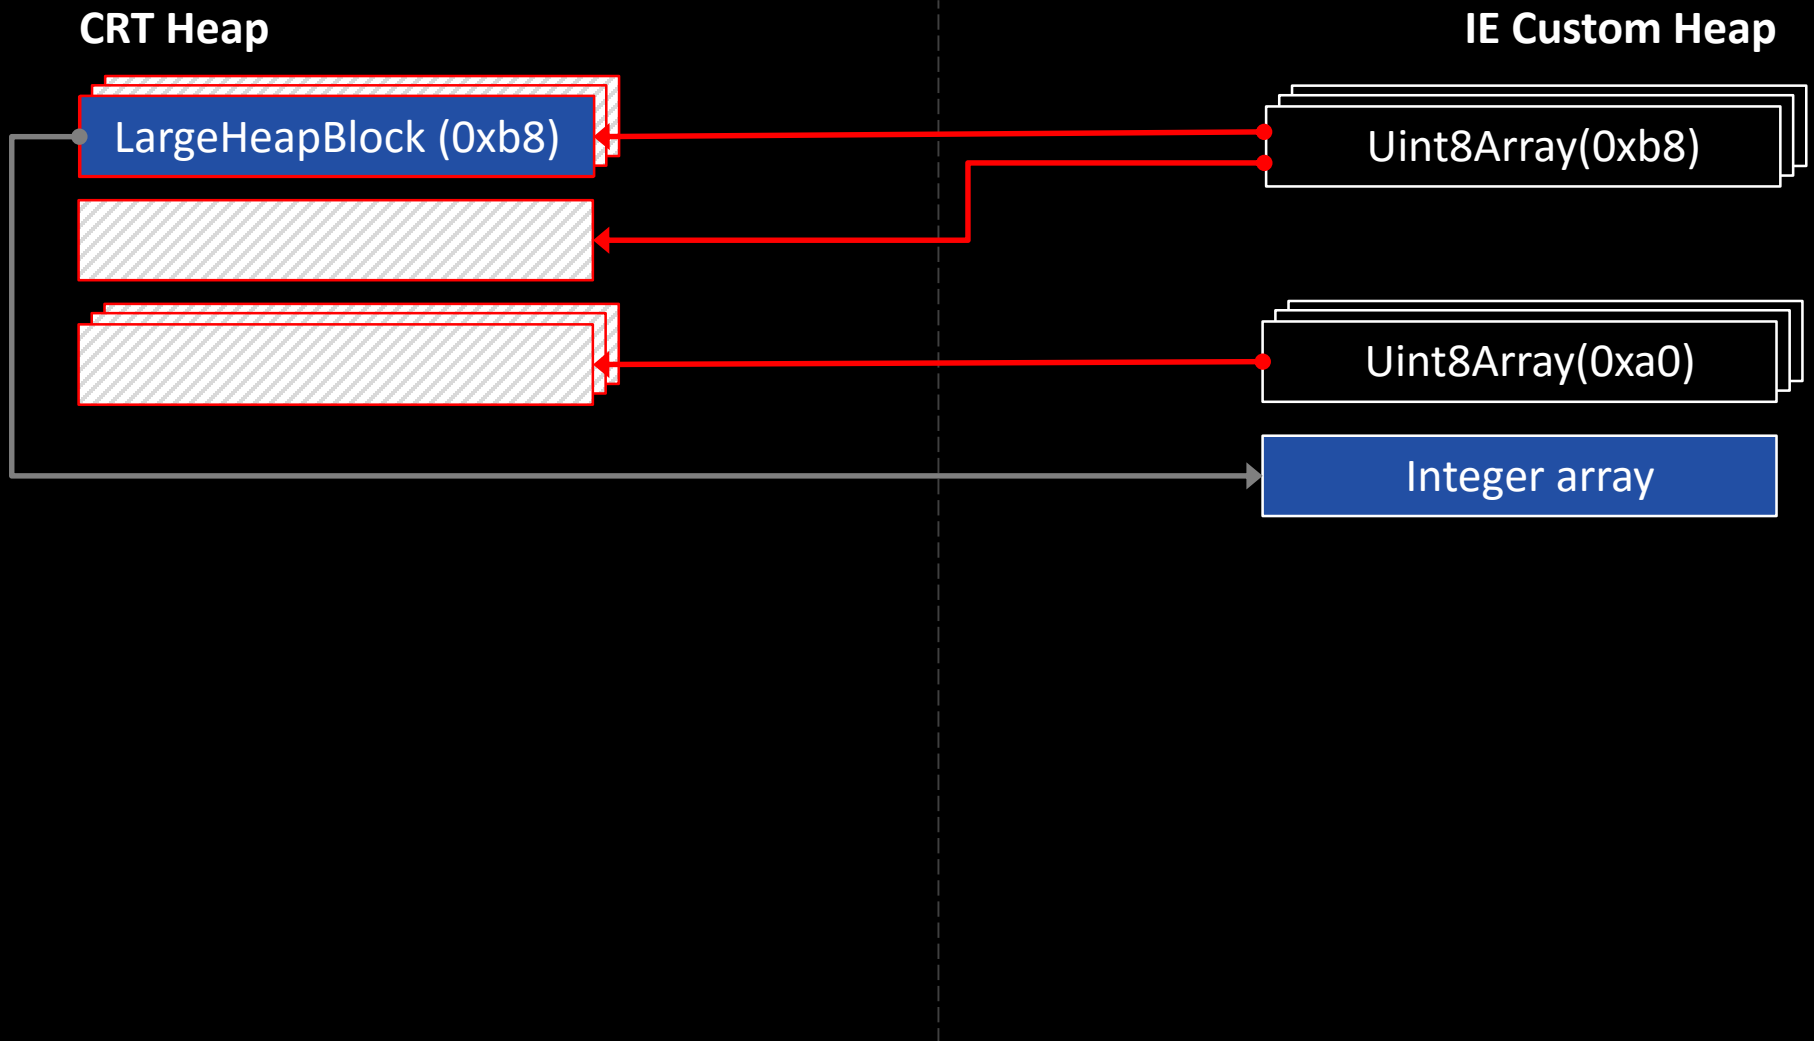 CRT Heap
IE Custom Heap
LargeHeapBlock (0xb8)
Uint8Array(0xb8)
Uint8Array(0xa0)
Integer array